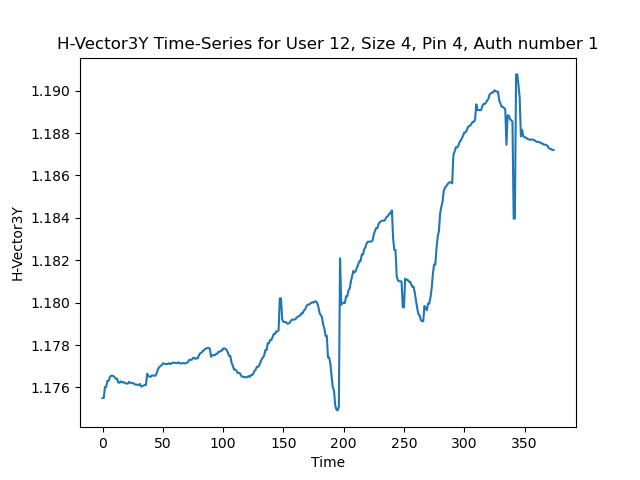 H-Vector3Y Time-Series for User 12, Size 4, Pin 4, Auth number 1
H-Vector3Y
1.190
1.188
1.186
1.184
1.182
1.180
1.178
1.176
0 50 100 150 200 250 300 350
Time